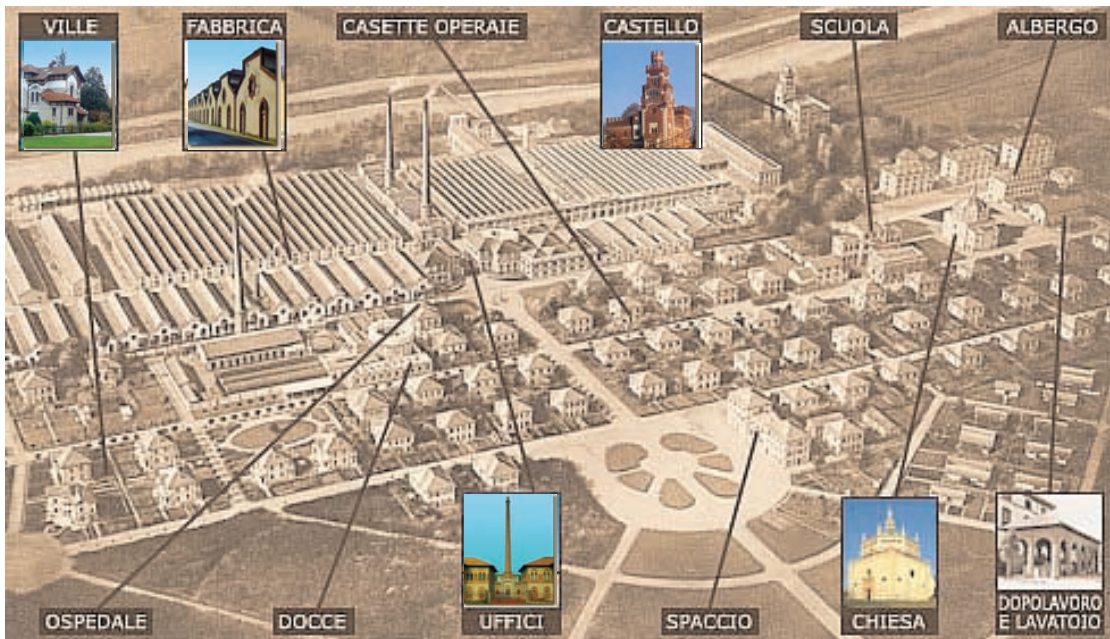 VILLE
FABBRICA
CASETTE OPERAIE
CASTELLO
SCUOLA
ALBERGO
OSPEDALE
DOCCE
UFFICI
SPACCIO
CHIESA
DOPOLAVORO
E LAVATOIO